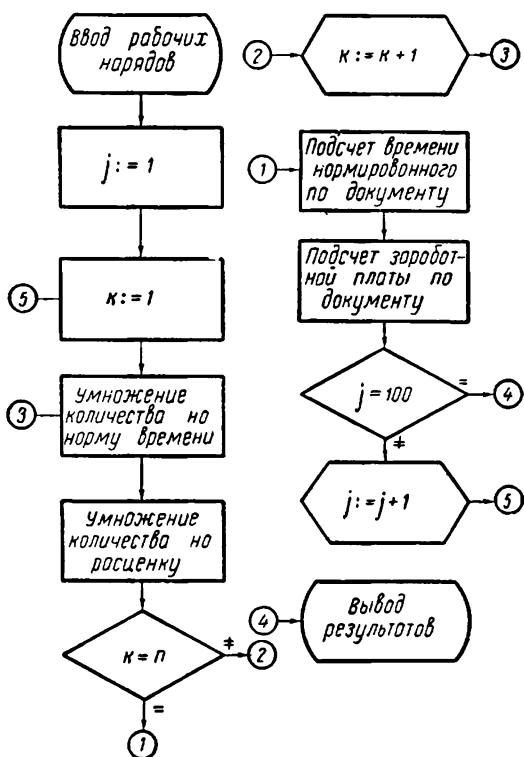 Ввод рабочих
нарядов
j:=1
5
к:=1
3
Умножение
количества на
норму времени
Умножение
количества на
расценку
к=п
≠
2
=
1
2
к:=к+1
3
1
Подсчет времени
нормированного
по документу
Подсчет заработ-
ной платы по
документу
j=100
=
4
≠
j:=j+1
5
4
Вывод
результатов